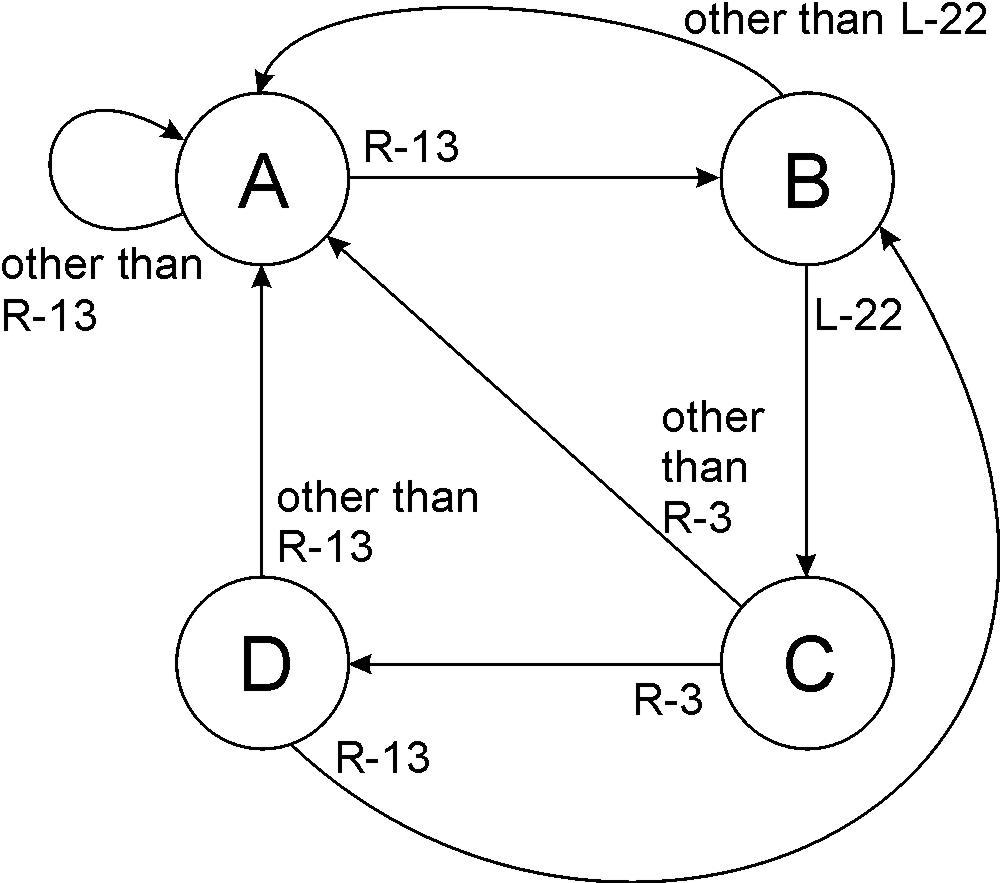 other than L-22
A
R-13
B
other than
R-13
L-22
other
than
R-3
other than
R-13
D
C
R-3
R-13